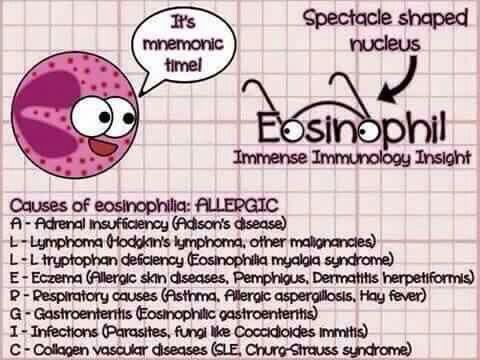 It's
mnemonic
time!
Spectacle shaped
nucleus
Eosinophil
Immense Immunology Insight
Causes of eosinophilia: ALLERGIC
A - Adrenal insufficiency (Adison's disease)
L - Lymphoma (Hodgkin's lymphoma, other malignancies)
L - L tryptophan deficiency (Eosinophilia myalgia syndrome)
E - Eczema (Allergic skin diseases, Pemphigus, Dermatitis herpetiformis)
R - Respiratory causes (Asthma, Allergic aspergillosis, Hay fever)
G - Gastroenteritis (Eosinophilic gastroenteritis)
I - Infections (Parasites, fungi like Coccidioides immitis)
C - Collagen vascular diseases (SLE, Churg-Strauss syndrome)